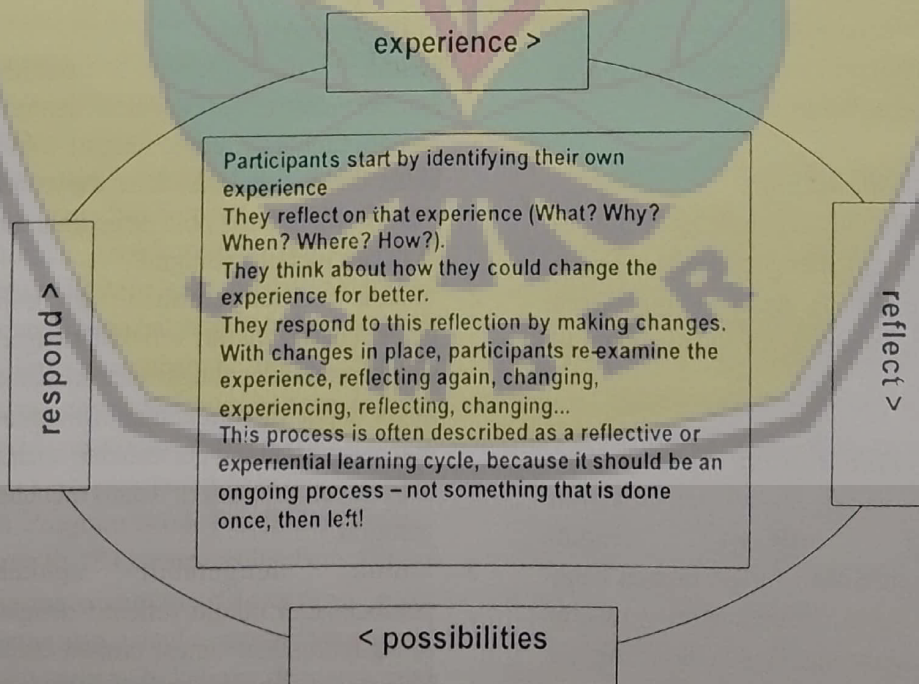 experience >
Participants start by identifying their own
experience
They reflect on that experience (What? Why?
When? Where? How?).
They think about how they could change the
experience for better.
They respond to this reflection by making changes.
With changes in place, participants re-examine the
experience, reflecting again, changing,
experiencing, reflecting, changing...
This process is often described as a reflective or
experiential learning cycle, because it should be an
ongoing process – not something that is done
once, then left!
reflect >
< possibilities
respond >